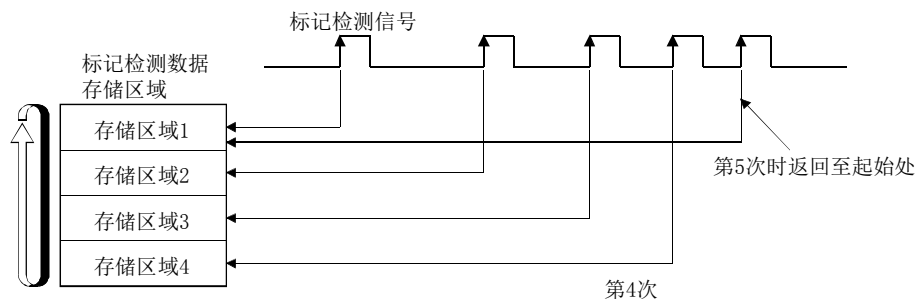 标记检测信号
标记检测数据
存储区域
存储区域1
存储区域2
存储区域3
存储区域4
第5次时返回至起始处
第4次